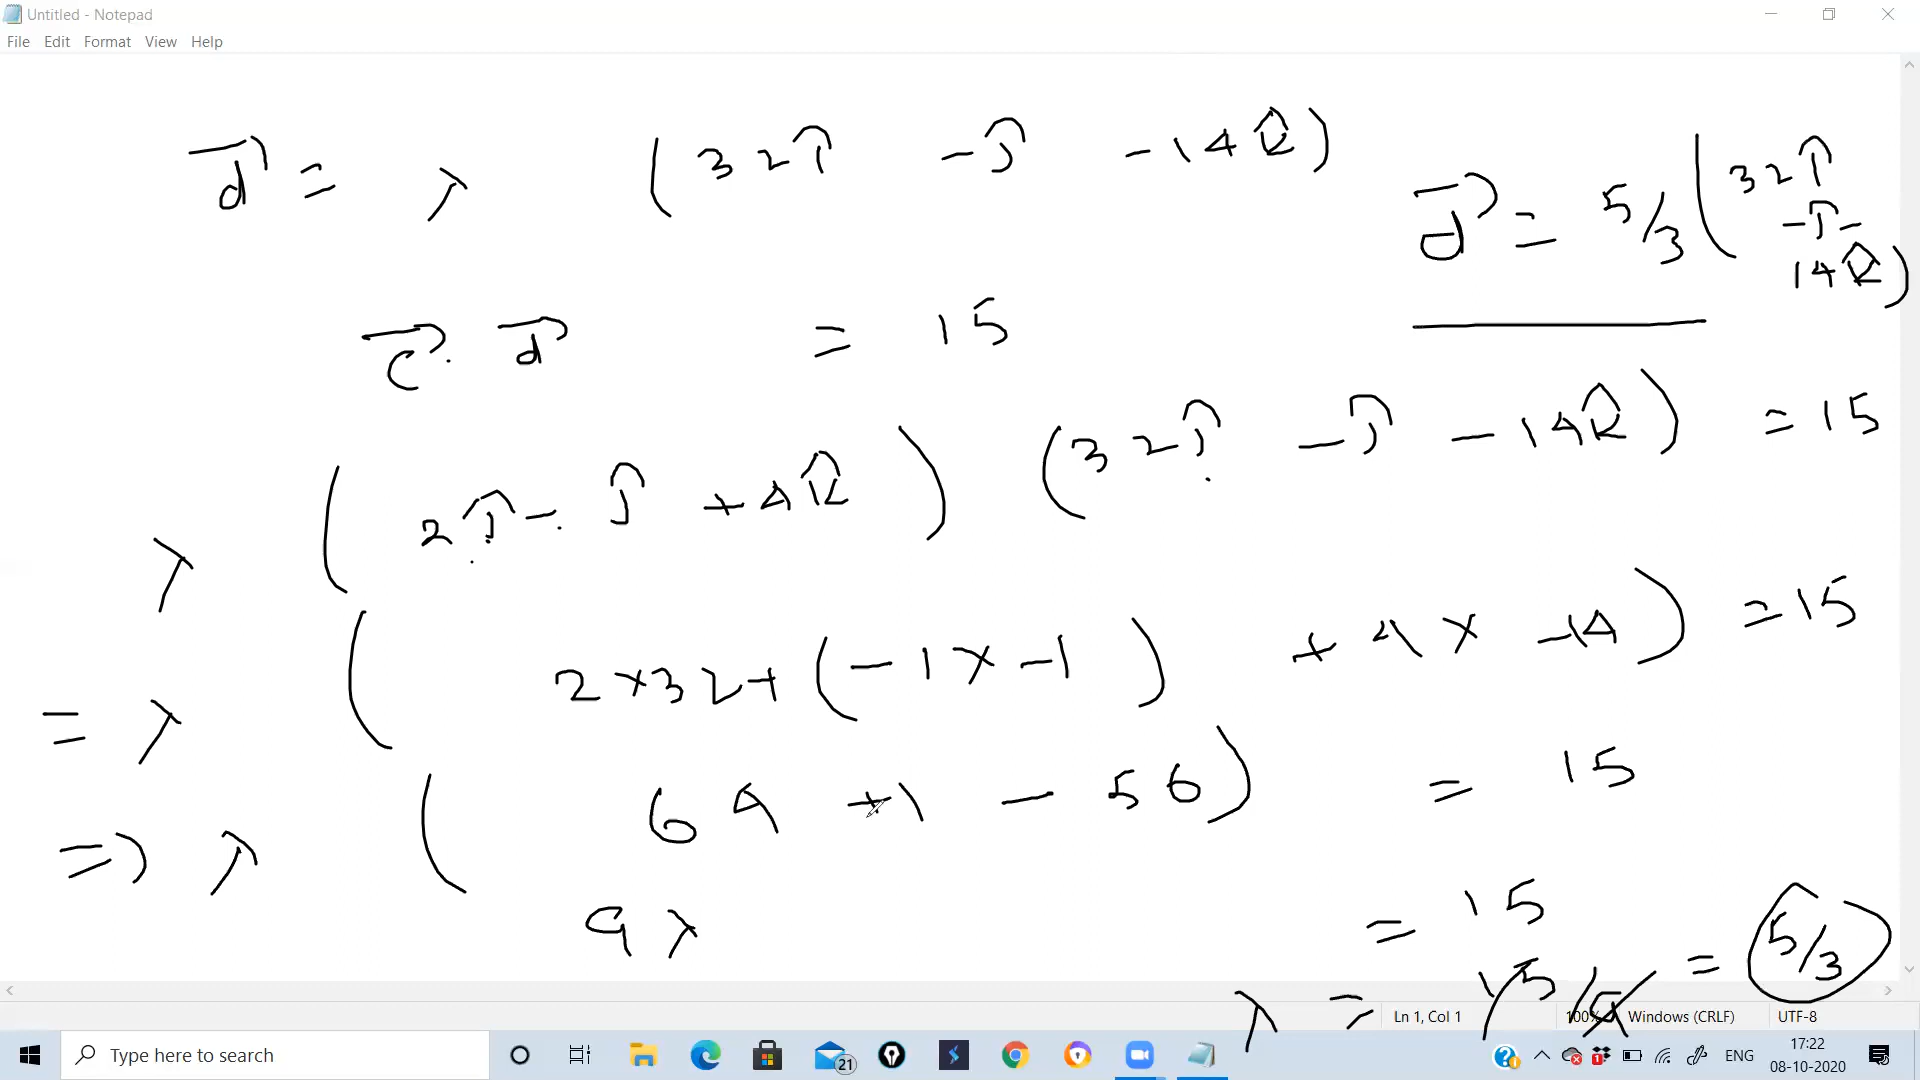 Untitled - Notepad
File Edit Format View Help
d⃗ = λ (32î - ĵ - 14k̂)
d⃗ = 5/3 (32î
- ĵ -
14k̂)
c⃗ . d⃗ = 15
λ (2î - ĵ + 4k̂) (32î - ĵ - 14k̂) = 15
= λ (2×32 + (-1 × -1) + 4 × -14) = 15
=> λ (64 + 1 - 56) = 15
9λ = 15
λ = 15/9 = 5/3
Ln 1, Col 1 100% Windows (CRLF) UTF-8
Type here to search
21
1
ENG
17:22
08-10-2020